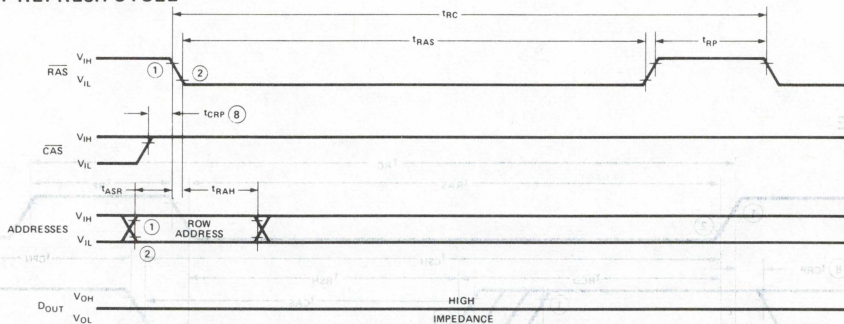 REFRESH CYCLE
tRC
tRAS
tRP
RAS
VIH
VIL
1
2
tCRP 8
CAS
VIH
VIL
tASR
tRAH
ADDRESSES
VIH
VIL
1
2
ROW
ADDRESS
DOUT
VOH
VOL
HIGH
IMPEDANCE